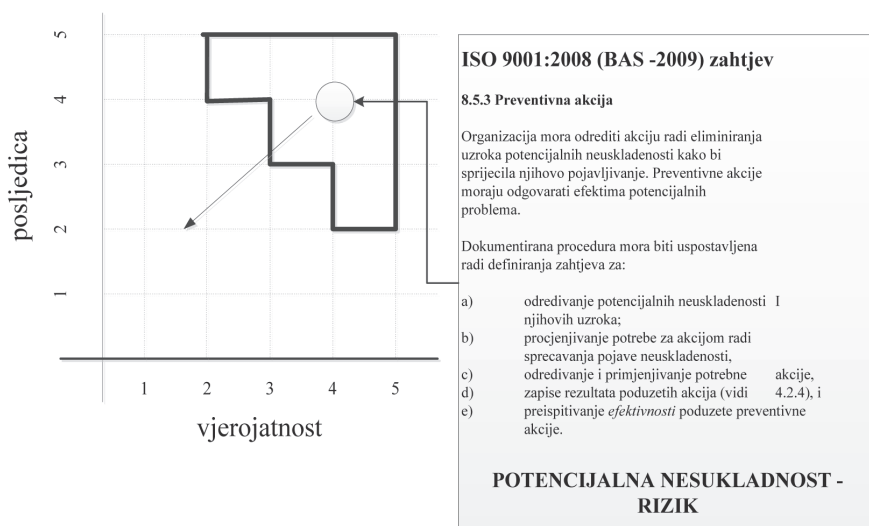 5
4
3
2
1
posljedica
1 2 3 4 5
vjerojatnost
ISO 9001:2008 (BAS -2009) zahtjev
8.5.3 Preventivna akcija
Organizacija mora odrediti akciju radi eliminiranja
uzroka potencijalnih neuskladenosti kako bi
sprijecila njihovo pojavljivanje. Preventivne akcije
moraju odgovarati efektima potencijalnih
problema.
Dokumentirana procedura mora biti uspostavljena
radi definiranja zahtjeva za:
a) odredivanje potencijalnih neuskladenosti I
njihovih uzroka;
b) procjenjivanje potrebe za akcijom radi
sprecavanja pojave neuskladenosti,
c) odredivanje i primjenjivanje potrebne akcije,
d) zapise rezultata poduzetih akcija (vidi 4.2.4), i
e) preispitivanje efektivnosti poduzete preventivne
akcije.
POTENCIJALNA NESUKLADNOST -
RIZIK